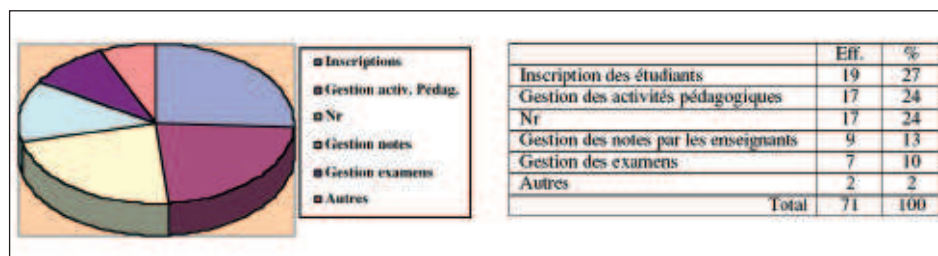 Inscriptions
Gestion activ. Pédag.
Nr
Gestion notes
Gestion examens
Autres
Eff. %
Inscription des étudiants 19 27
Gestion des activités pédagogiques 17 24
Nr 17 24
Gestion des notes par les enseignants 9 13
Gestion des examens 7 10
Autres 2 2
Total 71 100